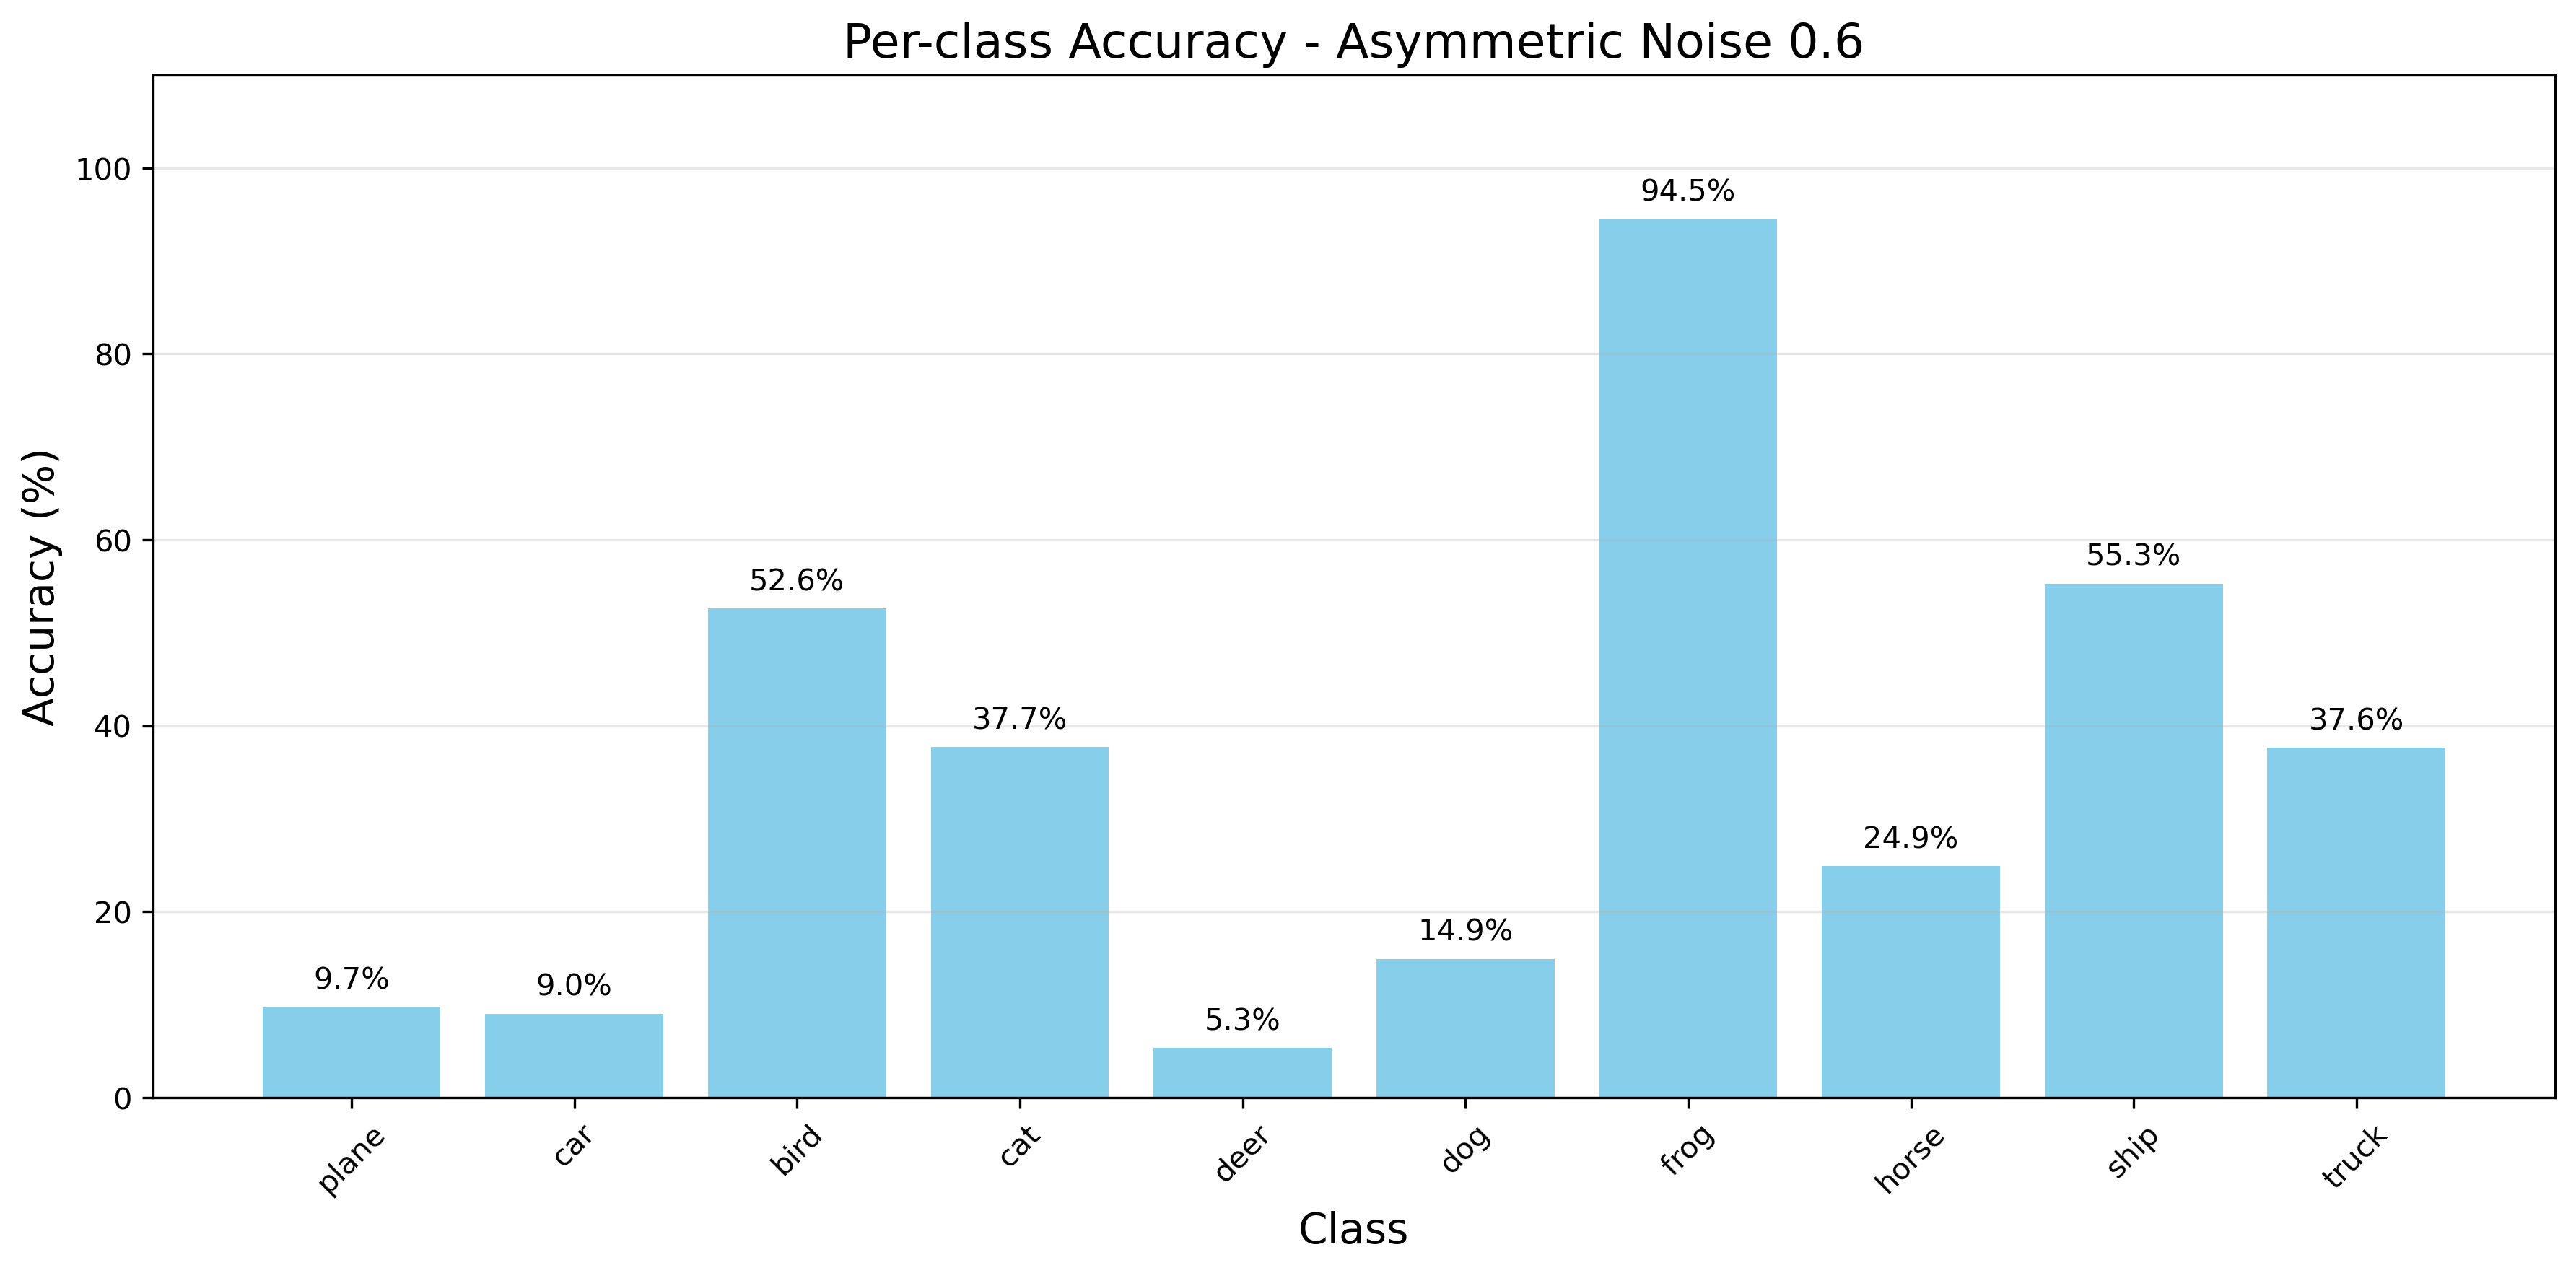 Per-class Accuracy - Asymmetric Noise 0.6
Accuracy (%)
100
80
60
40
20
0
9.7%
9.0%
52.6%
37.7%
5.3%
14.9%
94.5%
24.9%
55.3%
37.6%
plane
car
bird
cat
deer
dog
frog
horse
ship
truck
Class